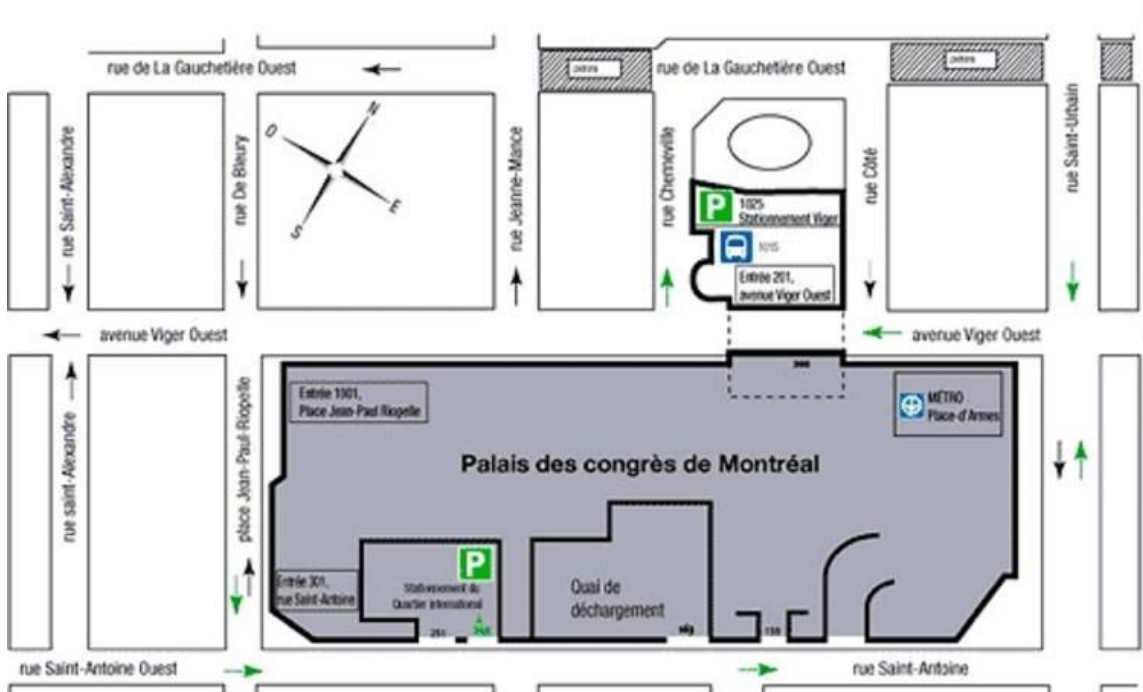 rue de La Gauchetière Ouest
rue de La Gauchetière Ouest
N
O
E
S
rue Saint-Alexandre
rue De Bleury
rue Jeanne-Mance
rue Chenneville
rue Côté
rue Saint-Urbain
P
1025
Stationnement Viger
1015
Entrée 201,
avenue Viger Ouest
avenue Viger Ouest
avenue Viger Ouest
rue saint-Alexandre
place Jean-Paul-Riopelle
Entrée 1001,
Place Jean-Paul Riopelle
MÉTRO
Place-d'Armes
Palais des congrès de Montréal
P
Stationnement du
Quartier international
Entrée 301,
rue Saint-Antoine
Quai de
déchargement
251
159
rue Saint-Antoine Ouest
rue Saint-Antoine